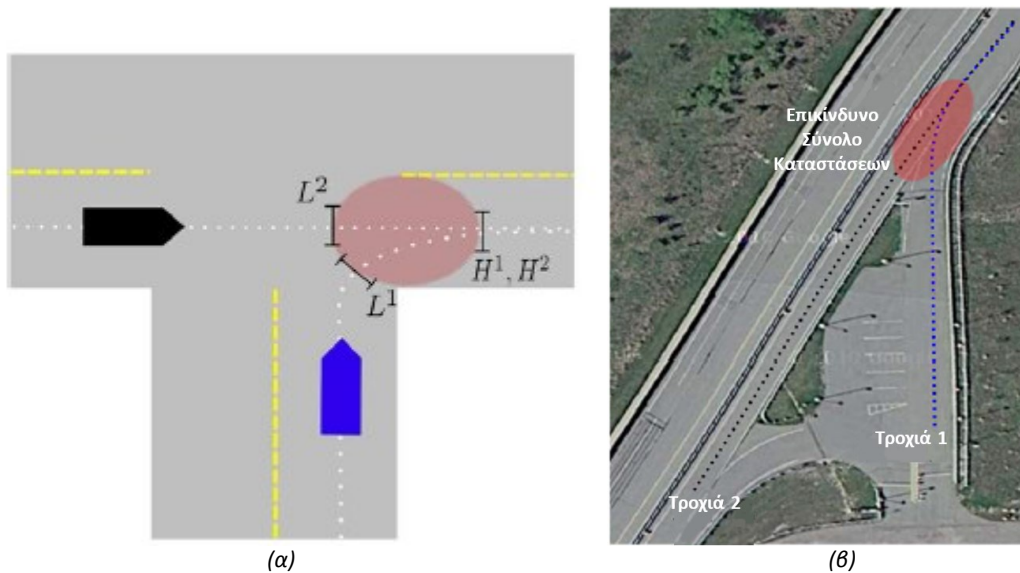 L²
H¹, H²
L¹
Επικίνδυνο
Σύνολο
Καταστάσεων
Τροχιά 1
Τροχιά 2
(α)
(β)